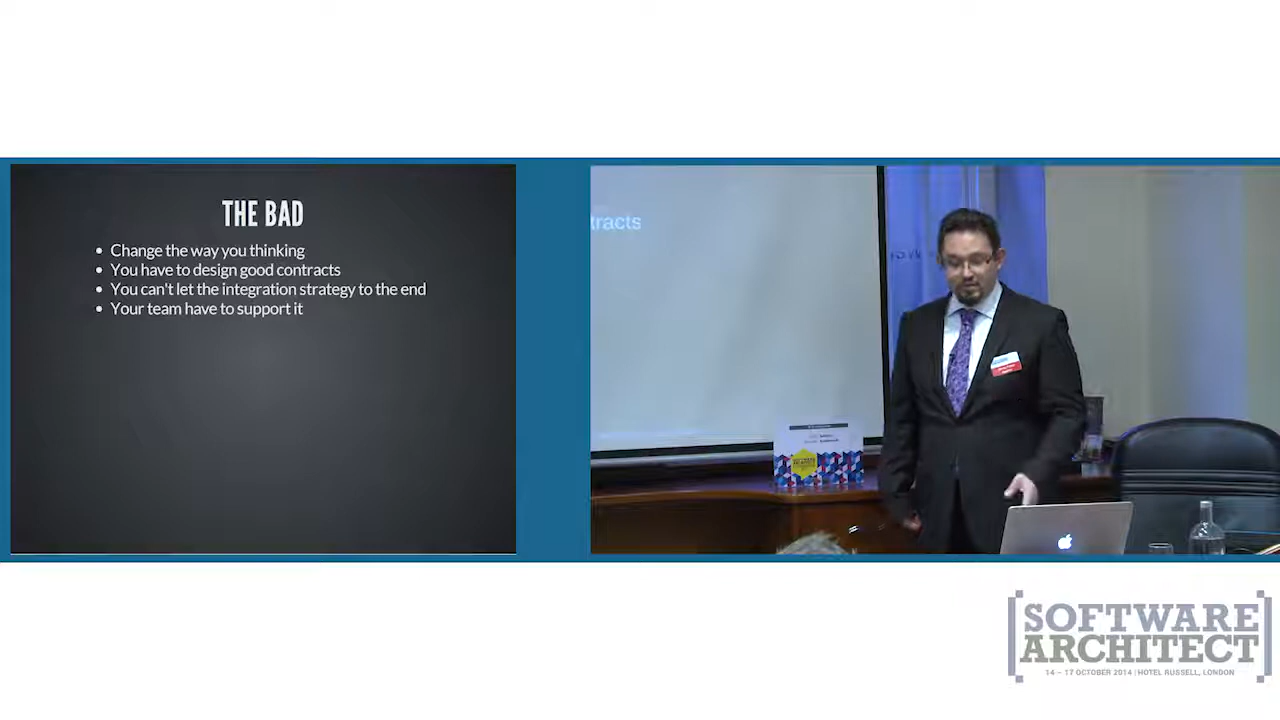 THE BAD
Change the way you thinking
You have to design good contracts
You can't let the integration strategy to the end
Your team have to support it
tracts
SOFTWARE
ARCHITECT
14 – 17 OCTOBER 2014 | HOTEL RUSSELL, LONDON